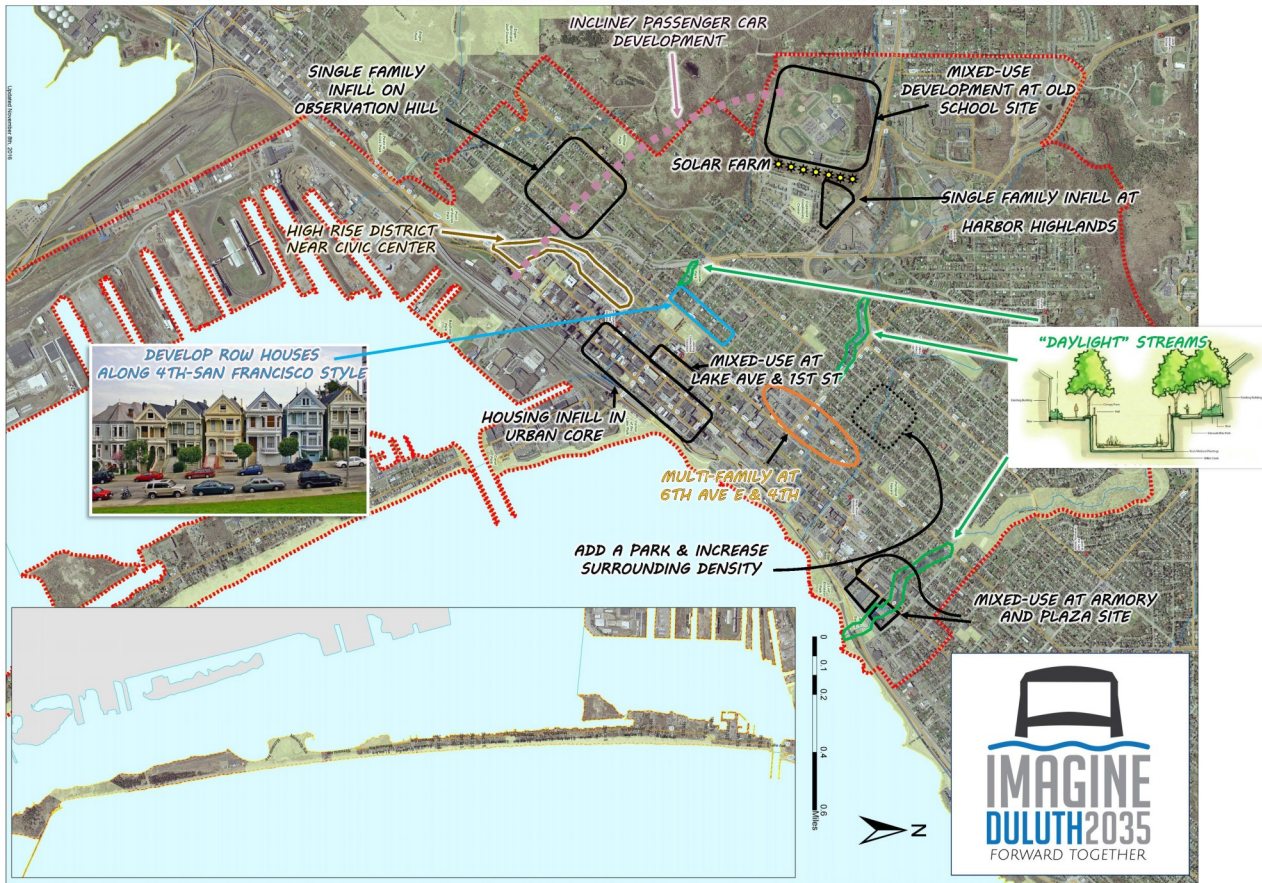 INCLINE/ PASSENGER CAR
DEVELOPMENT
SINGLE FAMILY
INFILL ON
OBSERVATION HILL
MIXED-USE
DEVELOPMENT AT OLD
SCHOOL SITE
Updated November 8th, 2016
SOLAR FARM
SINGLE FAMILY INFILL AT
HARBOR HIGHLANDS
HIGH RISE DISTRICT
NEAR CIVIC CENTER
DEVELOP ROW HOUSES
ALONG 4TH-SAN FRANCISCO STYLE
"DAYLIGHT" STREAMS
MIXED-USE AT
LAKE AVE & 1ST ST
HOUSING INFILL IN
URBAN CORE
MULTI-FAMILY AT
6TH AVE E & 4TH
ADD A PARK & INCREASE
SURROUNDING DENSITY
MIXED-USE AT ARMORY
AND PLAZA SITE
0
0.1
0.2
0.4
0.6
Miles
N
IMAGINE
DULUTH2035
FORWARD TOGETHER